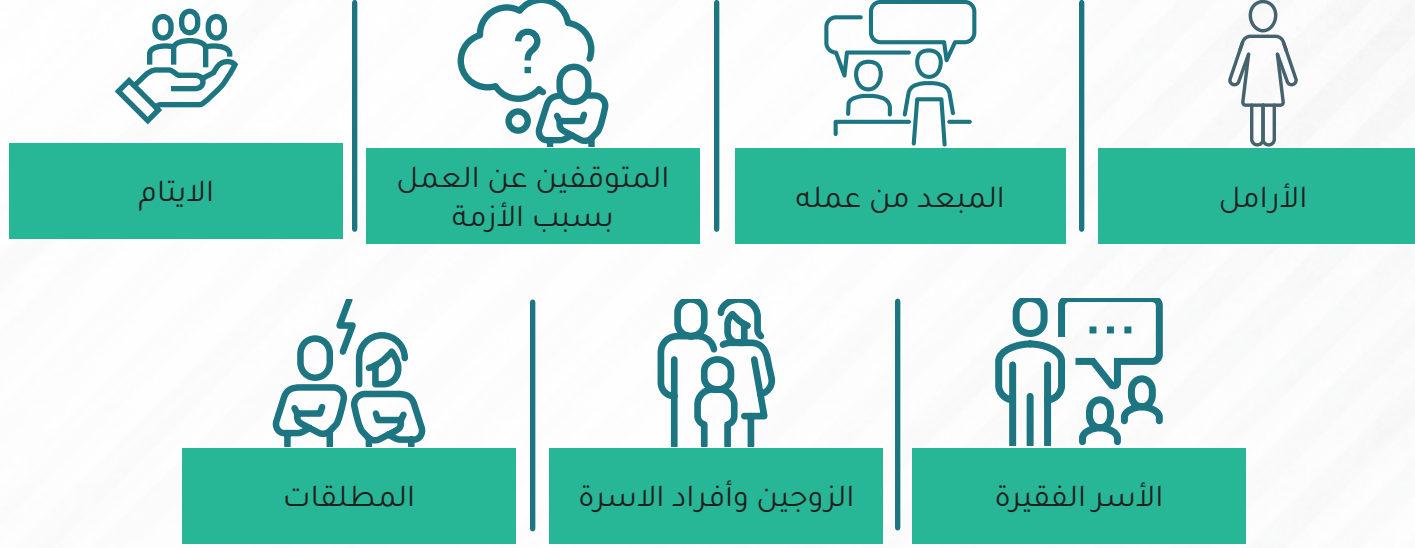 الأرامل
المبعد من عمله
المتوقفين عن العمل
بسبب الأزمة
الايتام
الأسر الفقيرة
الزوجين وأفراد الاسرة
المطلقات